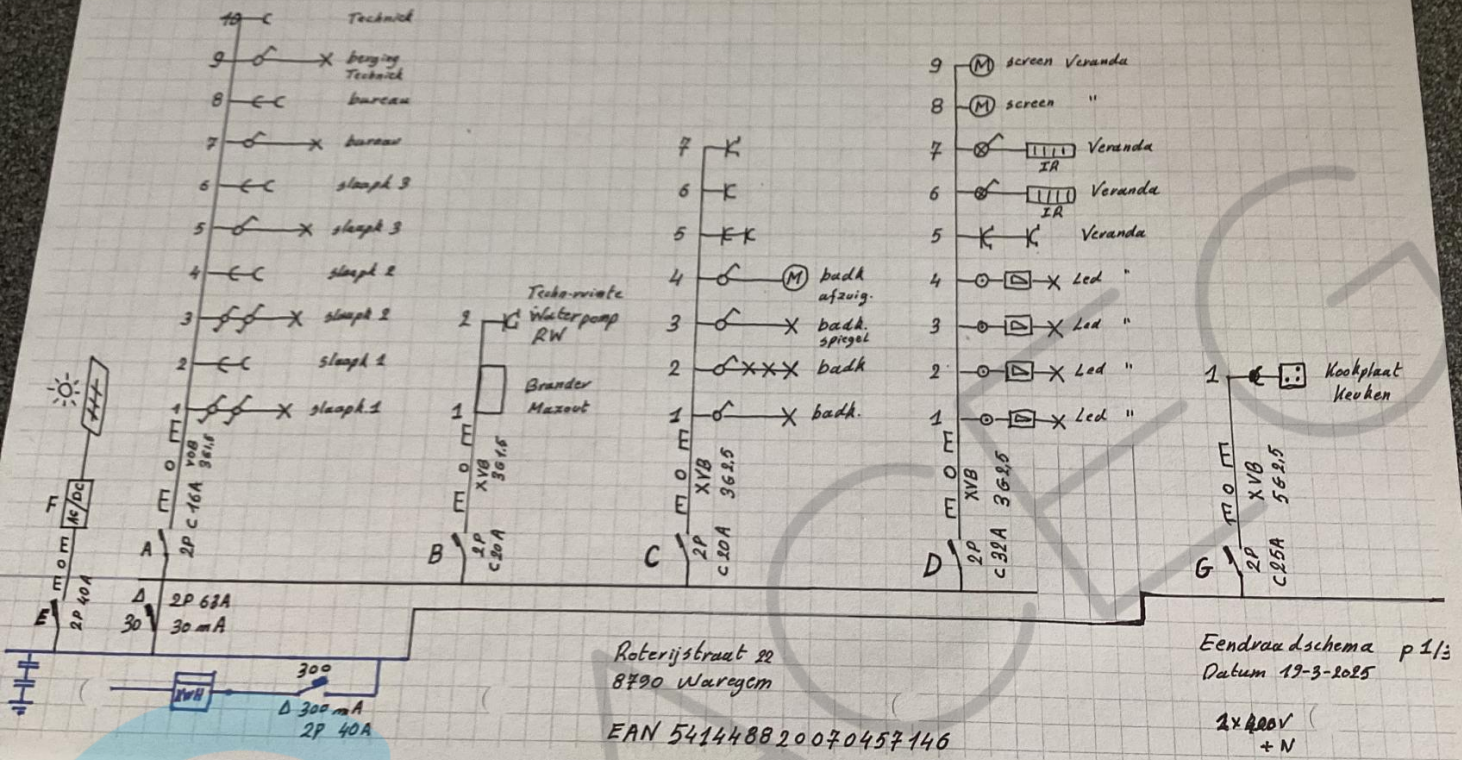 10 Technick
9 berging
Technick
8 bureau
7 bureau
6 slaapk 3
5 slaapk 3
4 slaapk 2
3 slaapk 2
2 slaapk 1
1 slaapk 1
VOB
3G1,5
A
2P C 16A
2 Waterpomp
RW
1 Brander
Mazout
XVB
3G1,5
B
2P
C20A
7
6
5
4 M badk
afzuig.
3 badk.
spiegel
2 badk
1 badk.
XVB
3G2,5
C
2P
C20A
9 M screen Veranda
8 M screen "
7 Veranda
IR
6 Veranda
IR
5 Veranda
4 Led "
3 Led "
2 Led "
1 Led "
XVB
3G2,5
D
2P
C32A
1 Kookplaat
Keuken
XVB
5G2,5
G
2P
C25A
F AC/DC
E
2P 40A
Δ 2P 63A
30 30 mA
KWH
300
Δ 300 mA
2P 40A
Roterijstraat 22
8790 Waregem
EAN 541448820070457146
Eendraadschema p 1/3
Datum 19-3-2025
+ N
ACEG